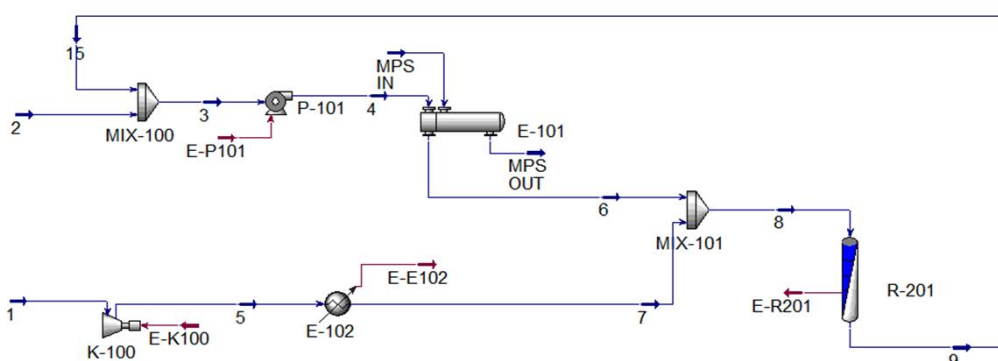 15
2
MIX-100
3
E-P101
P-101
4
MPS
IN
E-101
MPS
OUT
6
MIX-101
8
E-R201
R-201
9
1
K-100
E-K100
5
E-102
E-E102
7